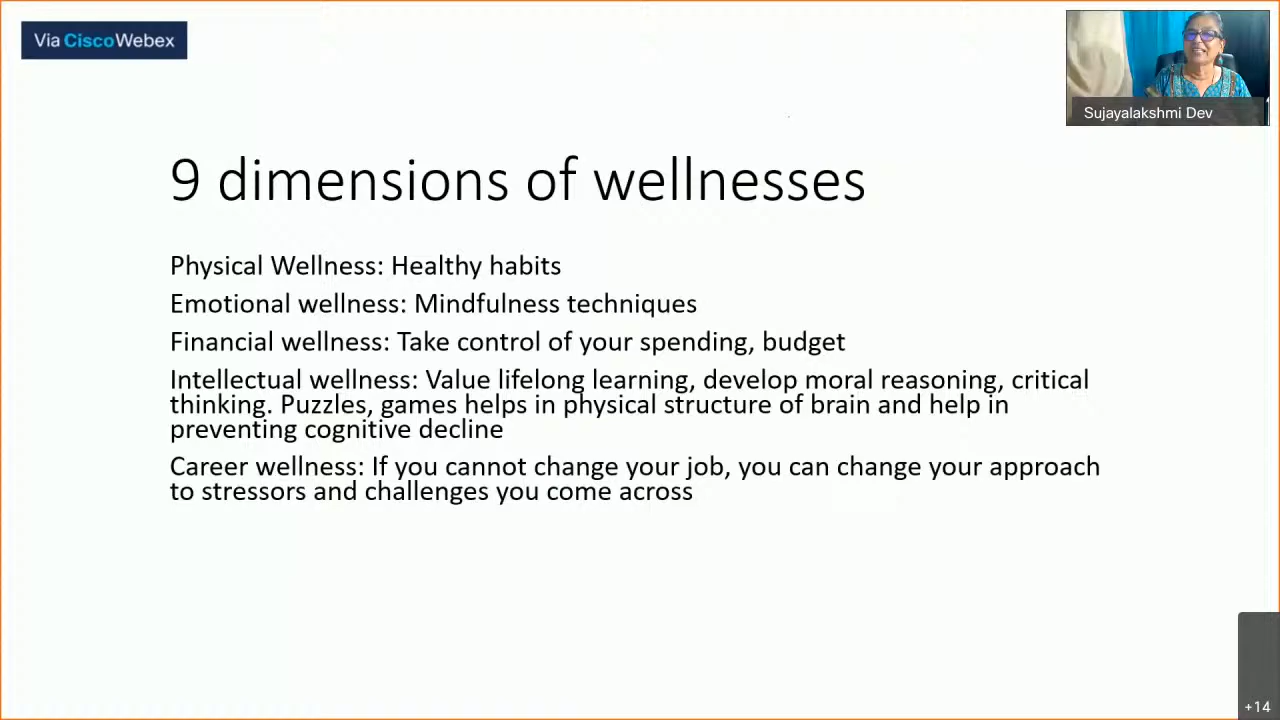 Via CiscoWebex
Sujayalakshmi Dev
9 dimensions of wellnesses
Physical Wellness: Healthy habits
Emotional wellness: Mindfulness techniques
Financial wellness: Take control of your spending, budget
Intellectual wellness: Value lifelong learning, develop moral reasoning, critical
thinking. Puzzles, games helps in physical structure of brain and help in
preventing cognitive decline
Career wellness: If you cannot change your job, you can change your approach
to stressors and challenges you come across
+14